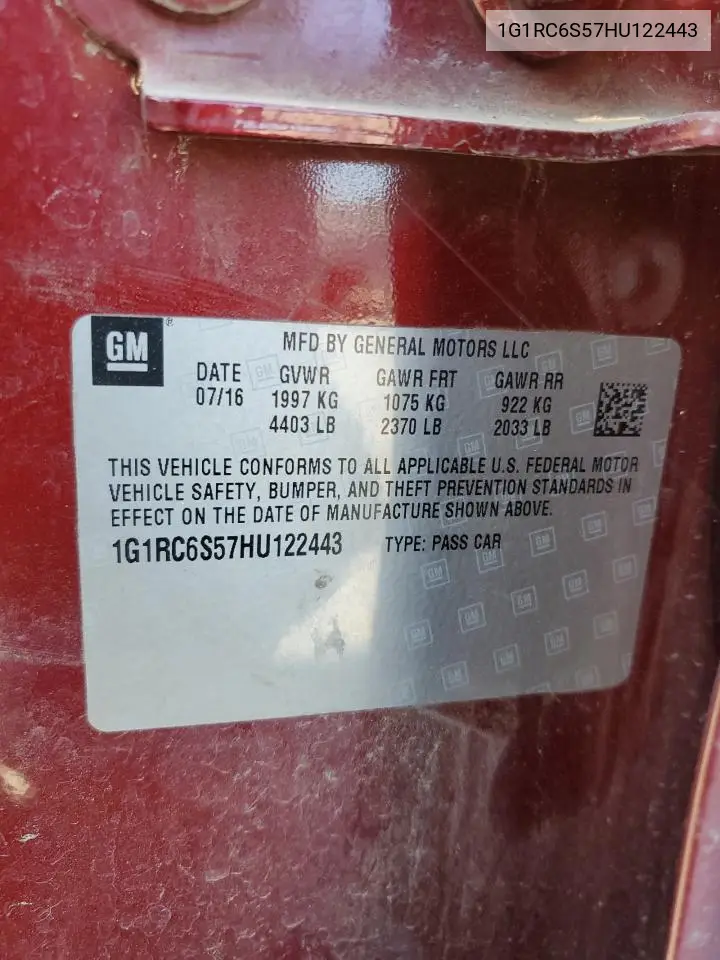 1G1RC6S57HU122443
GM®
MFD BY GENERAL MOTORS LLC
DATE GVWR GAWR FRT GAWR RR
07/16 1997 KG 1075 KG 922 KG
4403 LB 2370 LB 2033 LB
THIS VEHICLE CONFORMS TO ALL APPLICABLE U.S. FEDERAL MOTOR
VEHICLE SAFETY, BUMPER, AND THEFT PREVENTION STANDARDS IN
EFFECT ON THE DATE OF MANUFACTURE SHOWN ABOVE.
1G1RC6S57HU122443 TYPE: PASS CAR